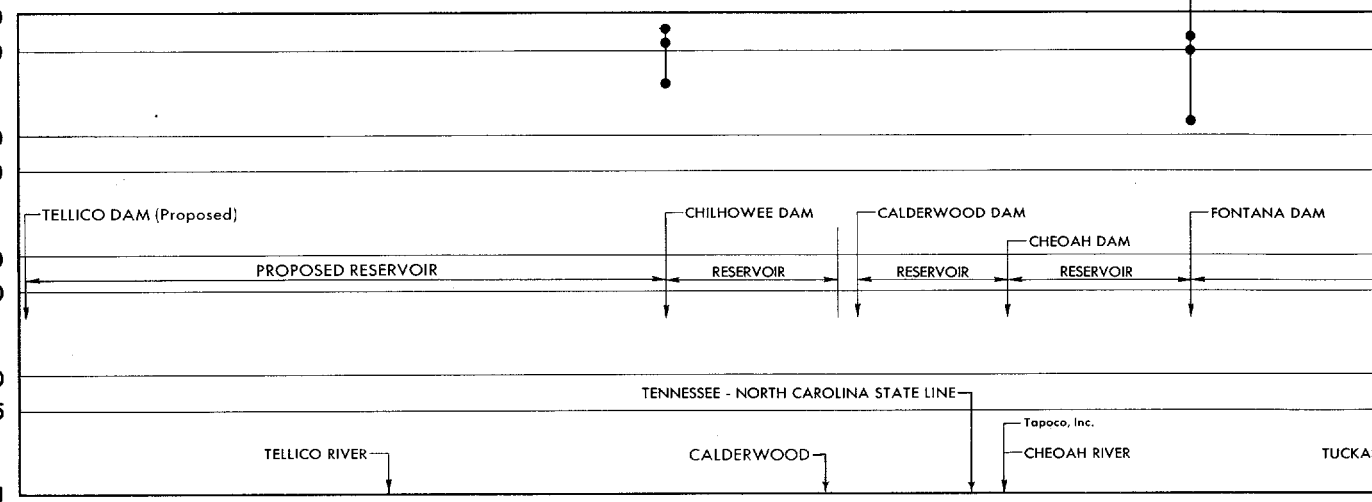 TELLICO DAM (Proposed)
CHILHOWEE DAM
CALDERWOOD DAM
FONTANA DAM
CHEOAH DAM
PROPOSED RESERVOIR
RESERVOIR
RESERVOIR
RESERVOIR
TENNESSEE - NORTH CAROLINA STATE LINE
Tapoco, Inc.
TELLICO RIVER
CALDERWOOD
CHEOAH RIVER
TUCKA